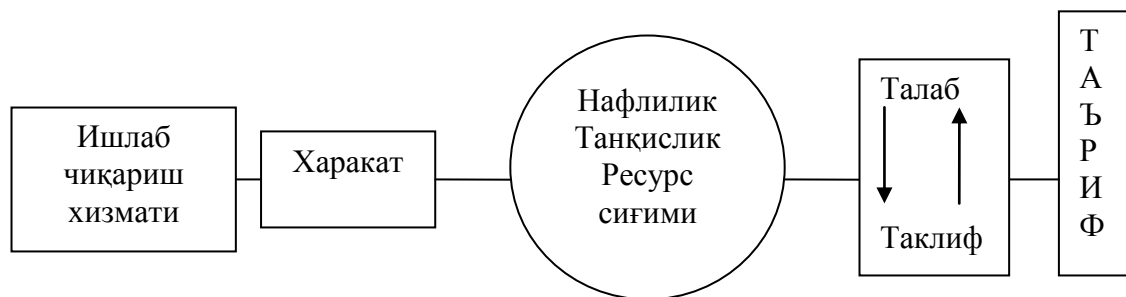 Ишлаб
чиқариш
хизмати
Харакат
Нафлилик
Танқислик
Ресурс
сиғими
Талаб
Таклиф
Т
А
Ъ
Р
И
Ф